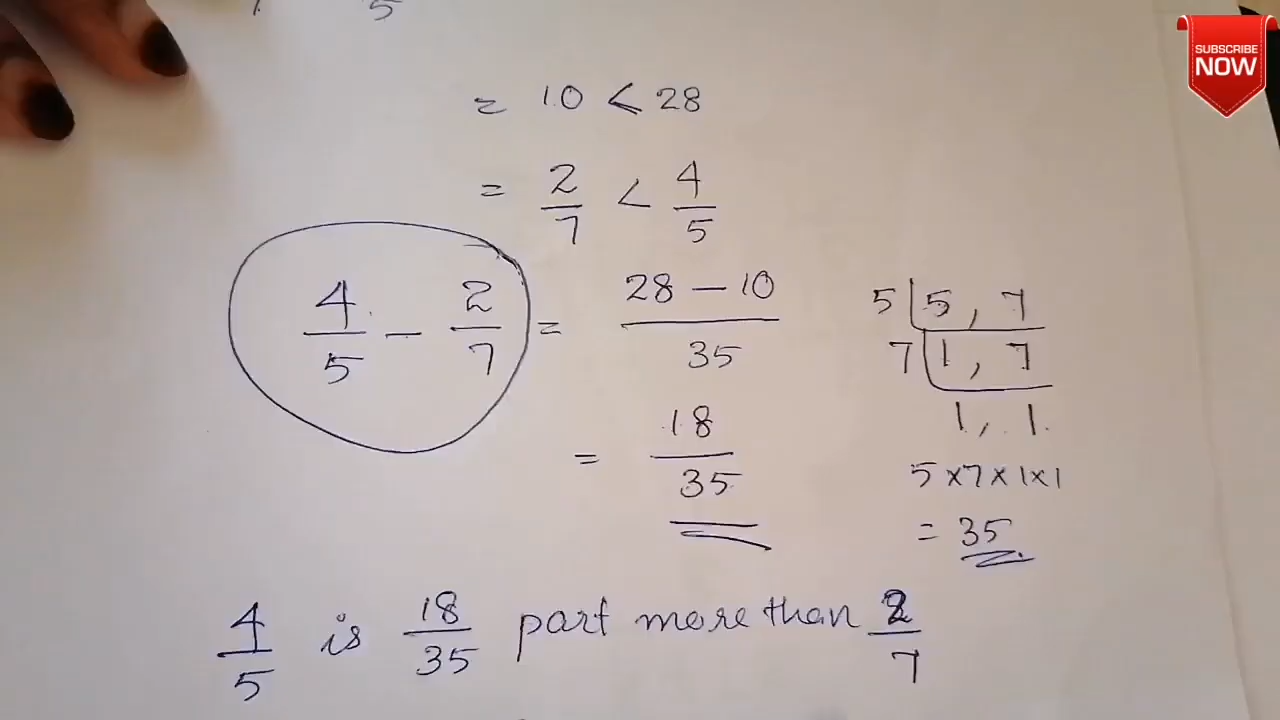 5
SUBSCRIBE
NOW
= 10 < 28
= 2/7 < 4/5
4/5 - 2/7 = 28 - 10/35
= 18/35
5 | 5, 7
7 | 1, 7
1, 1
5 x 7 x 1 x 1
= 35
4/5 is 18/35 part more than 2/7